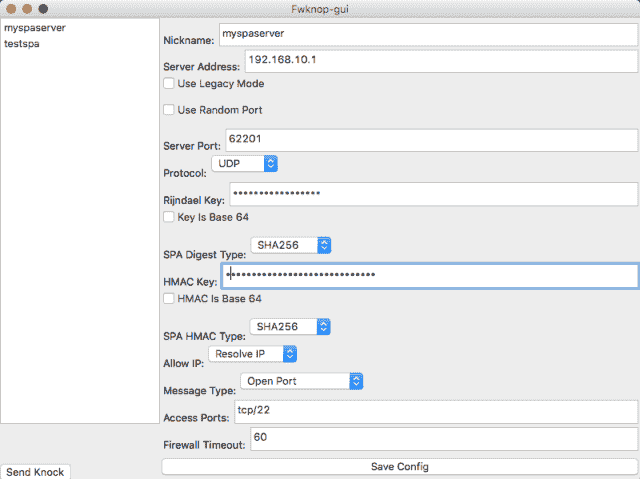 Fwknop-gui
myspaserver
testspa
Nickname: myspaserver
Server Address: 192.168.10.1
Use Legacy Mode
Use Random Port
Server Port: 62201
Protocol: UDP
Rijndael Key: •••••••••••••••••
Key Is Base 64
SPA Digest Type: SHA256
HMAC Key: ••••••••••••••••••••••••••••
HMAC Is Base 64
SPA HMAC Type: SHA256
Allow IP: Resolve IP
Message Type: Open Port
Access Ports: tcp/22
Firewall Timeout: 60
Send Knock
Save Config